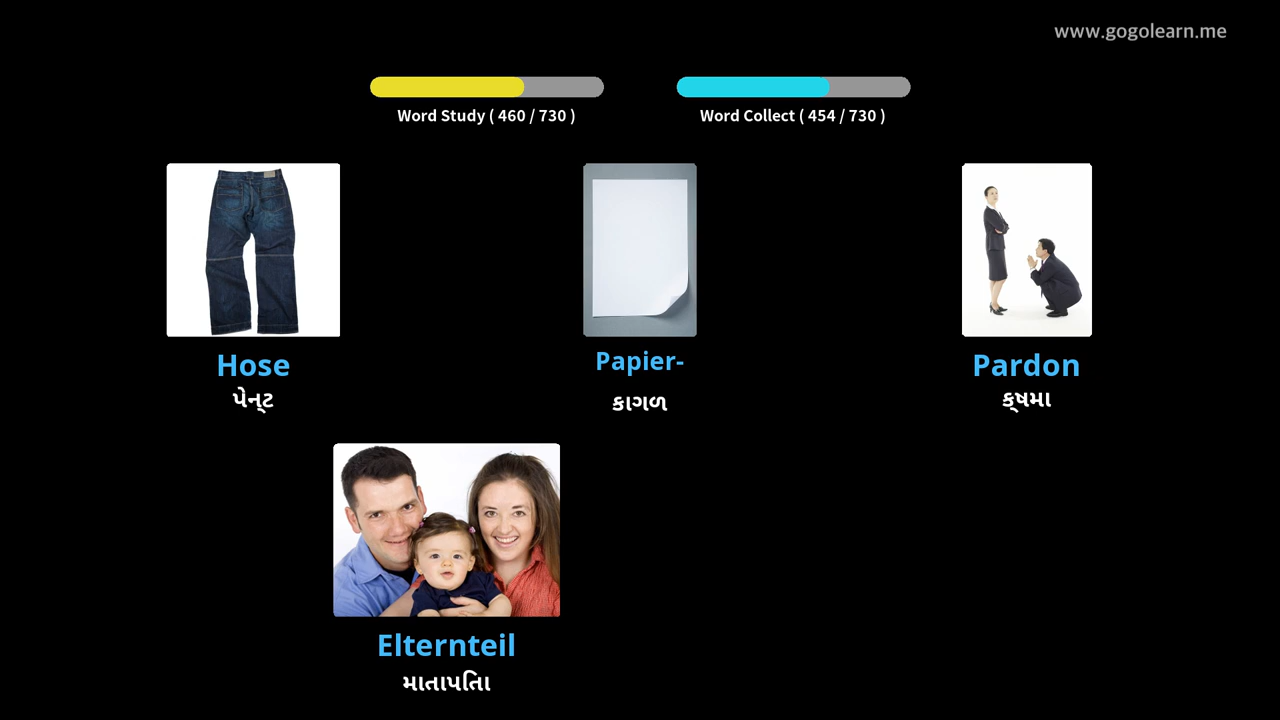 www.gogolearn.me
Word Study ( 460 / 730 )
Word Collect ( 454 / 730 )
Hose
પેન્ટ
Papier-
કાગળ
Pardon
ક્ષમા
Elternteil
માતાપિતા